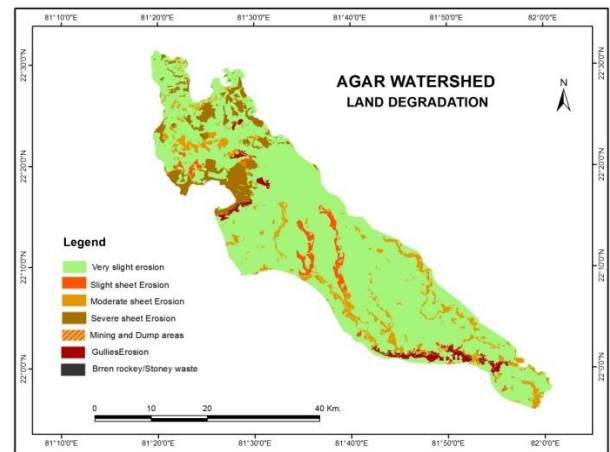 81°10'0"E 81°20'0"E 81°30'0"E 81°40'0"E 81°50'0"E 82°0'0"E
AGAR WATERSHED
LAND DEGRADATION
N
22°30'0"N
22°30'0"N
22°20'0"N
22°20'0"N
22°10'0"N
22°10'0"N
22°0'0"N
22°0'0"N
Legend
Very slight erosion
Slight sheet Erosion
Moderate sheet Erosion
Severe sheet Erosion
Mining and Dump areas
GulliesErosion
Brren rockey/Stoney waste
0 10 20 40 Km.
81°10'0"E 81°20'0"E 81°30'0"E 81°40'0"E 81°50'0"E 82°0'0"E